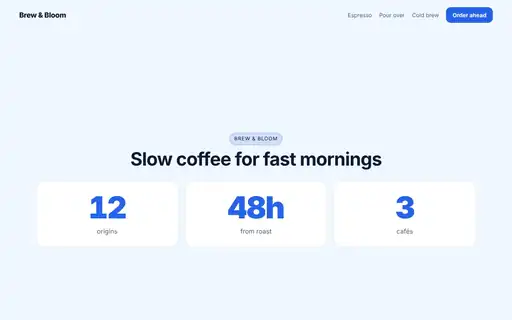 Brew & Bloom
Espresso Pour over Cold brew Order ahead
BREW & BLOOM
Slow coffee for fast mornings
12 48h 3
origins from roast cafés